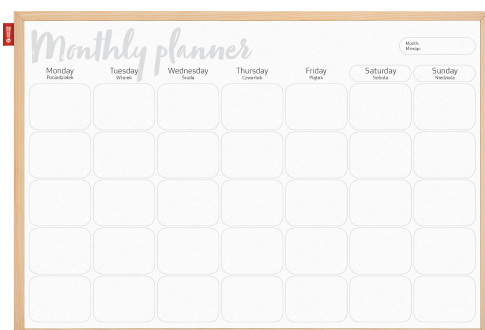 Monthly planner
Month:
Miesiąc:
Monday Tuesday Wednesday Thursday Friday Saturday Sunday
Poniedziałek Wtorek Środa Czwartek Piątek Sobota Niedziela